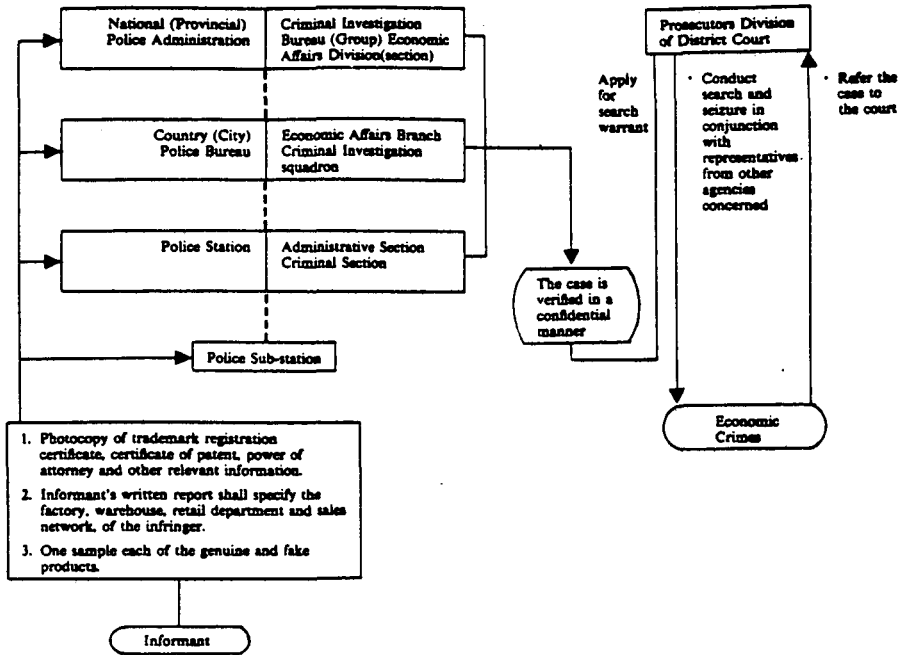 National (Provincial)
Police Administration
Criminal Investigation
Bureau (Group) Economic
Affairs Division(section)
Country (City)
Police Bureau
Economic Affairs Branch
Criminal Investigation
squadron
Police Station
Administrative Section
Criminal Section
Police Sub-station
1. Photocopy of trademark registration
certificate, certificate of patent, power of
attorney and other relevant information.
2. Informant's written report shall specify the
factory, warehouse, retail department and sales
network, of the infringer.
3. One sample each of the genuine and fake
products.
Informant
The case is
verified in a
confidential
manner
Prosecutors Division
of District Court
Apply
for
search
warrant
· Conduct
search and
seizure in
conjunction
with
representatives
from other
agencies
concerned
· Refer the
case to
the court
Economic
Crimes